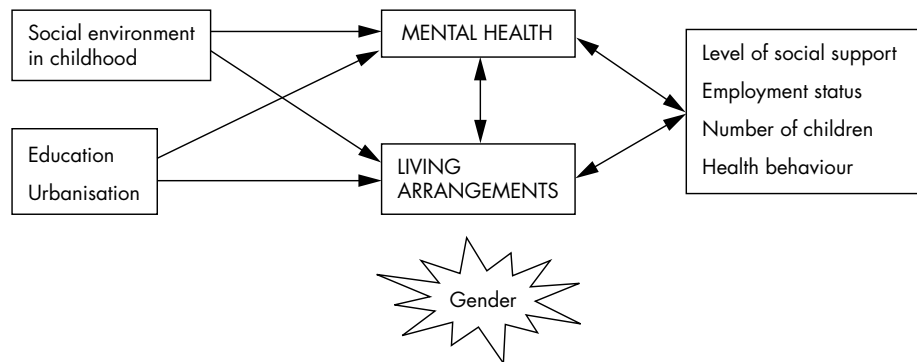 Social environment
in childhood
MENTAL HEALTH
Level of social support
Employment status
Number of children
Health behaviour
Education
Urbanisation
LIVING
ARRANGEMENTS
Gender